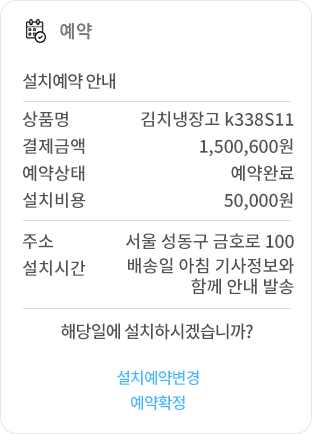 예약
설치예약 안내
상품명 김치냉장고 k338S11
결제금액 1,500,600원
예약상태 예약완료
설치비용 50,000원
주소 서울 성동구 금호로 100
설치시간 배송일 아침 기사정보와
함께 안내 발송
해당일에 설치하시겠습니까?
설치예약변경
예약확정